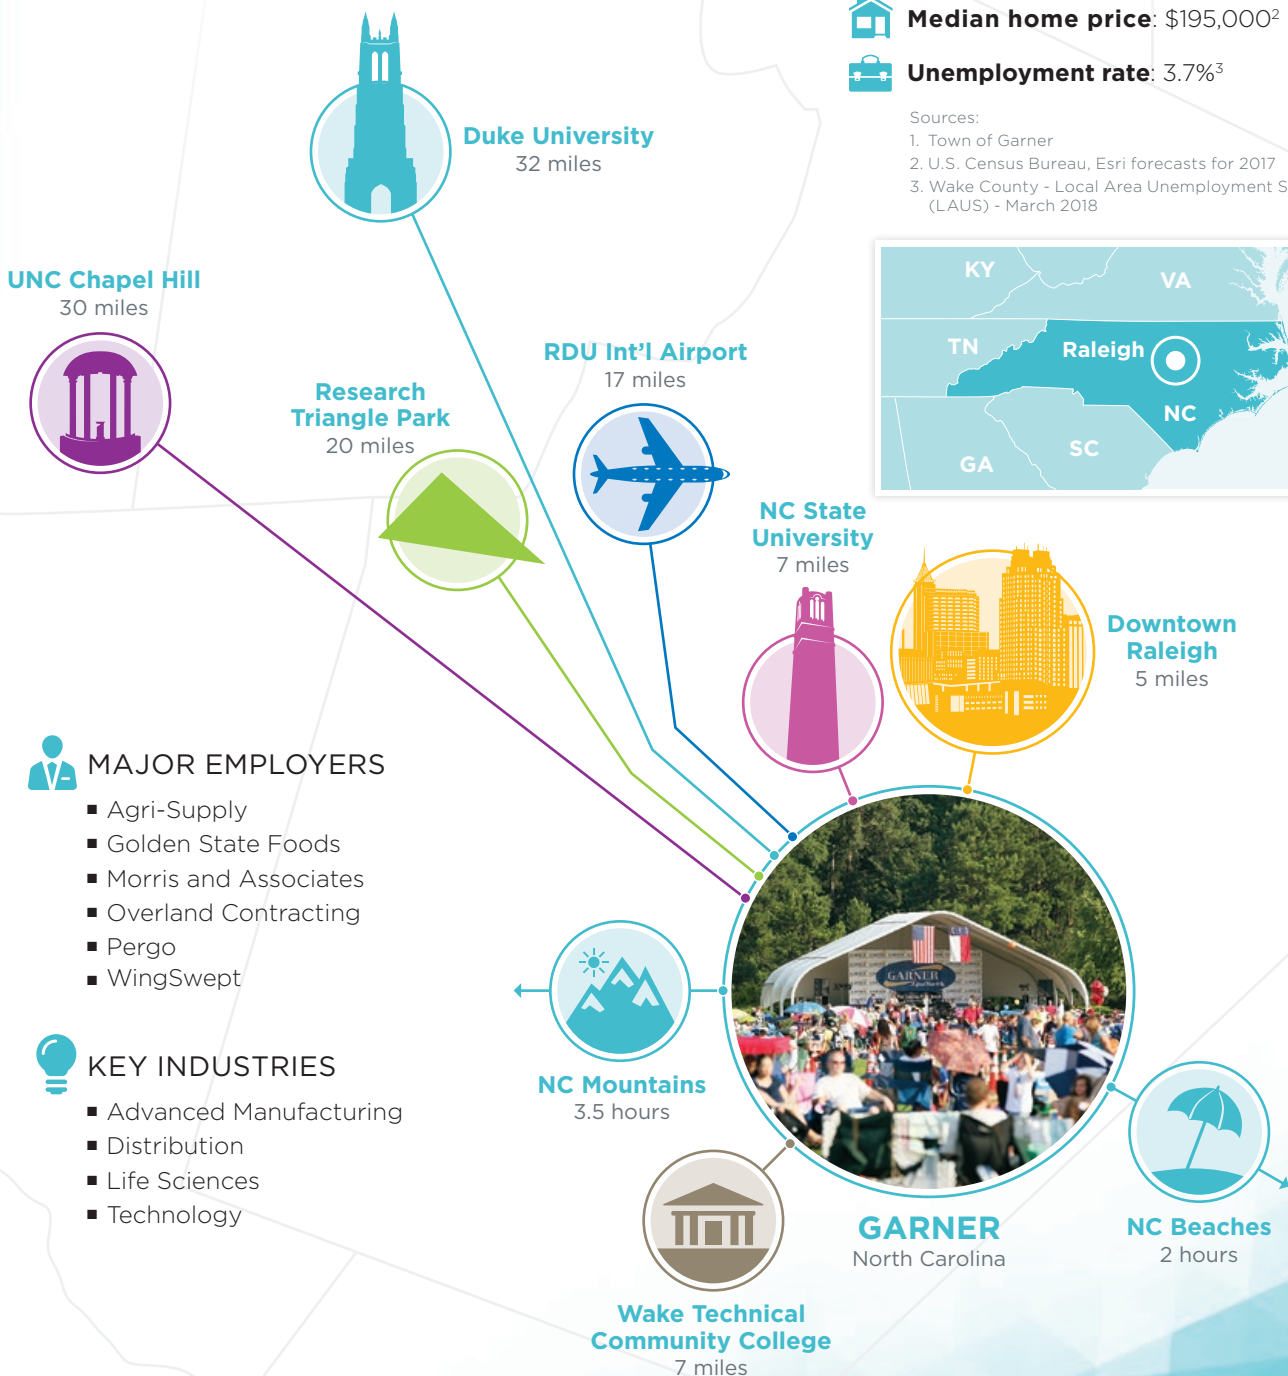 Median home price: $195,000²
Unemployment rate: 3.7%³
Sources:
1. Town of Garner
2. U.S. Census Bureau, Esri forecasts for 2017
3. Wake County - Local Area Unemployment S
(LAUS) - March 2018
Duke University
32 miles
UNC Chapel Hill
30 miles
KY
VA
TN
Raleigh
NC
SC
GA
RDU Int'l Airport
17 miles
Research
Triangle Park
20 miles
NC State
University
7 miles
Downtown
Raleigh
5 miles
MAJOR EMPLOYERS
▪ Agri-Supply
▪ Golden State Foods
▪ Morris and Associates
▪ Overland Contracting
▪ Pergo
▪ WingSwept
GARNER
KEY INDUSTRIES
▪ Advanced Manufacturing
▪ Distribution
▪ Life Sciences
▪ Technology
NC Mountains
3.5 hours
GARNER
North Carolina
NC Beaches
2 hours
Wake Technical
Community College
7 miles